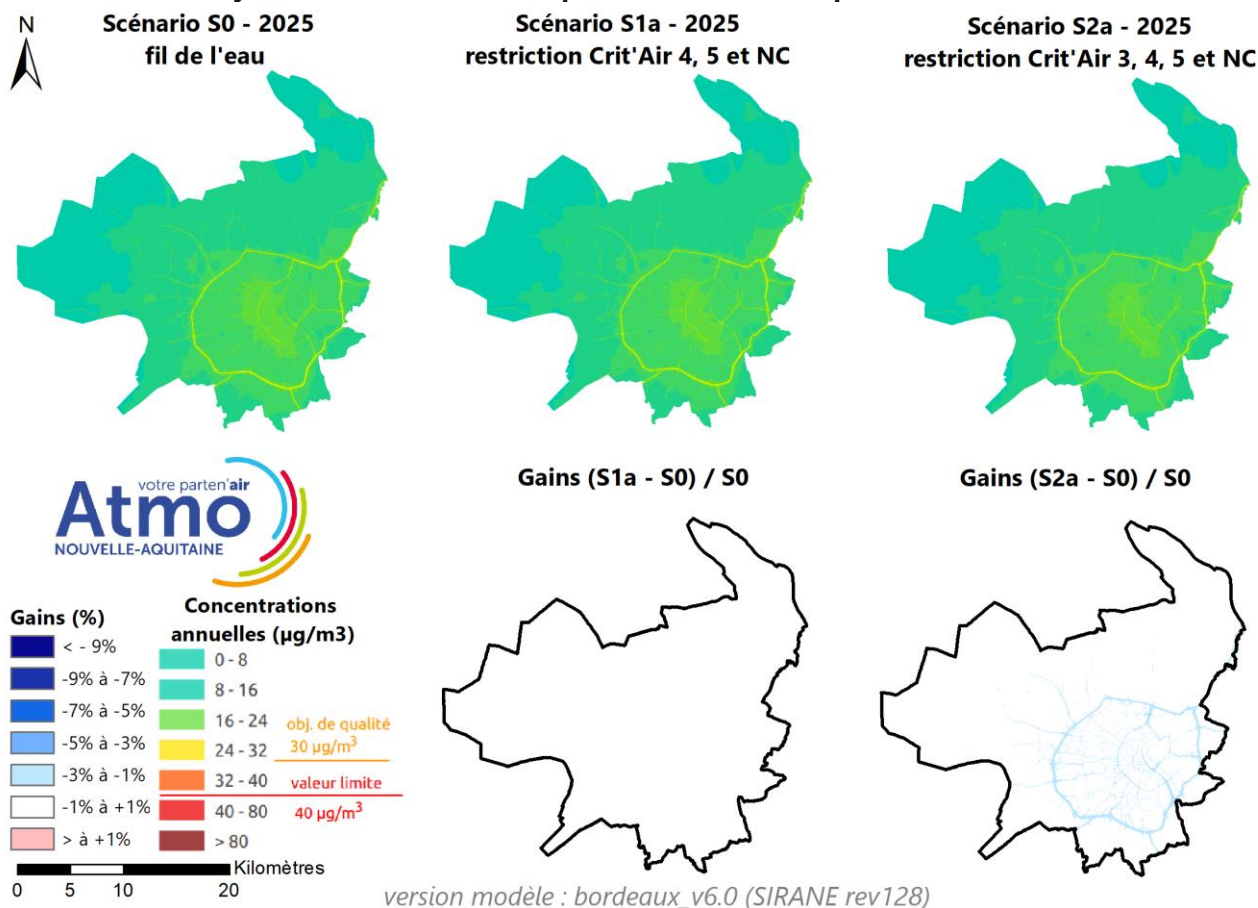 N
Scénario S0 - 2025
fil de l'eau
Scénario S1a - 2025
restriction Crit'Air 4, 5 et NC
Scénario S2a - 2025
restriction Crit'Air 3, 4, 5 et NC
votre parten'air
Atmo
NOUVELLE-AQUITAINE
Gains (S1a - S0) / S0
Gains (S2a - S0) / S0
Gains (%)
< - 9%
-9% à -7%
-7% à -5%
-5% à -3%
-3% à -1%
-1% à +1%
> à +1%
Concentrations
annuelles (µg/m3)
0 - 8
8 - 16
16 - 24
24 - 32
32 - 40
40 - 80
> 80
obj. de qualité
30 µg/m³
valeur limite
40 µg/m³
Kilomètres
0 5 10 20
version modèle : bordeaux_v6.0 (SIRANE rev128)